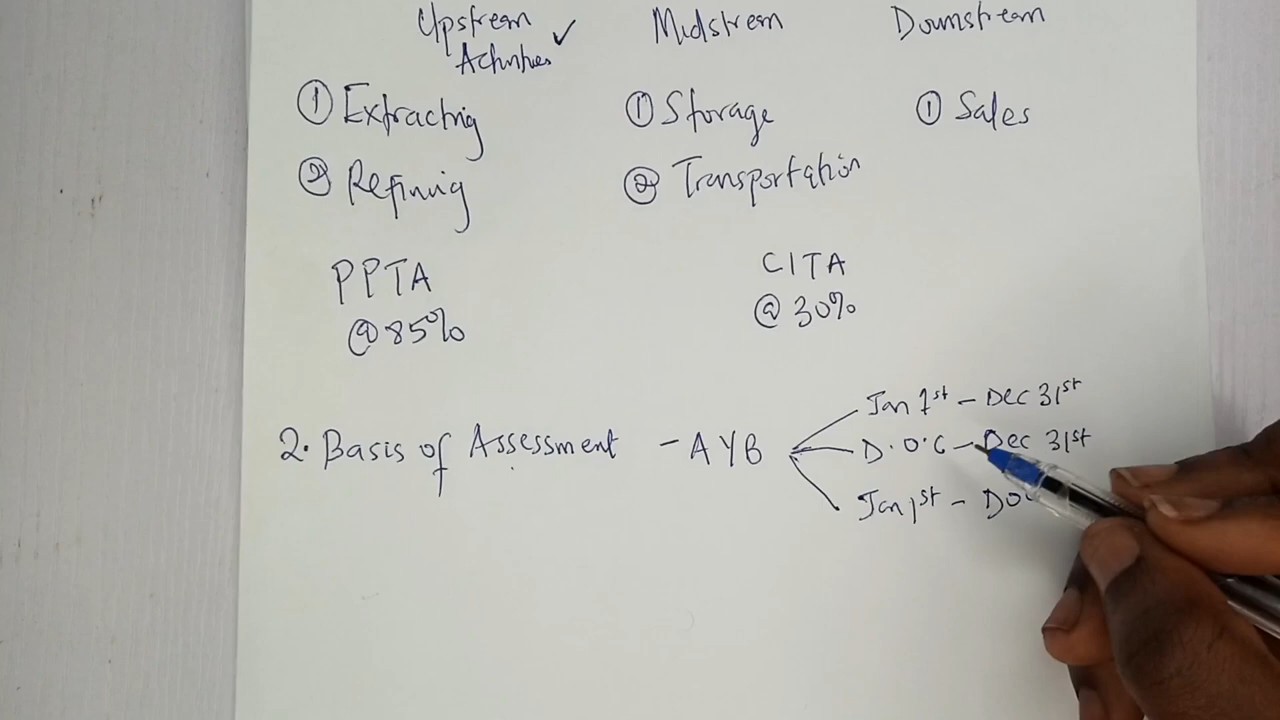 Upstream Activities ✓ Midstream Downstream
① Extracting ① Storage ① Sales
② Refining ② Transportation
PPTA CITA
@ 85% @ 30%
Jan 1st - Dec 31st
2. Basis of Assessment - AYB D.O.C - Dec 31st
Jan 1st -